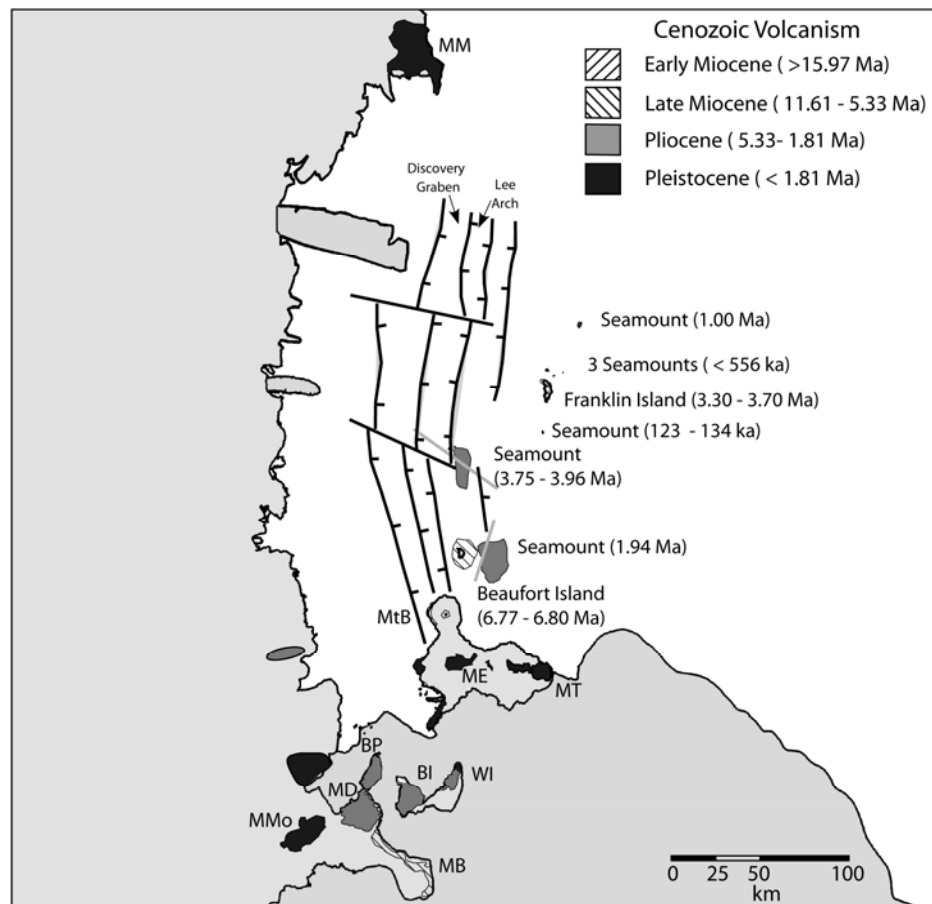 MM
Cenozoic Volcanism
Early Miocene ( >15.97 Ma)
Late Miocene ( 11.61 - 5.33 Ma)
Pliocene ( 5.33- 1.81 Ma)
Pleistocene ( < 1.81 Ma)
Discovery
Graben
Lee
Arch
Seamount (1.00 Ma)
3 Seamounts ( < 556 ka)
Franklin Island (3.30 - 3.70 Ma)
Seamount (123 - 134 ka)
Seamount
(3.75 - 3.96 Ma)
Seamount (1.94 Ma)
Beaufort Island
(6.77 - 6.80 Ma)
MtB
ME
MT
BP
BI
WI
MD
MMo
MB
0 25 50 100
km